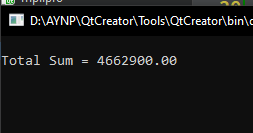 D:\AYNP\QtCreator\Tools\QtCreator\bin\
Total Sum = 4662900.00